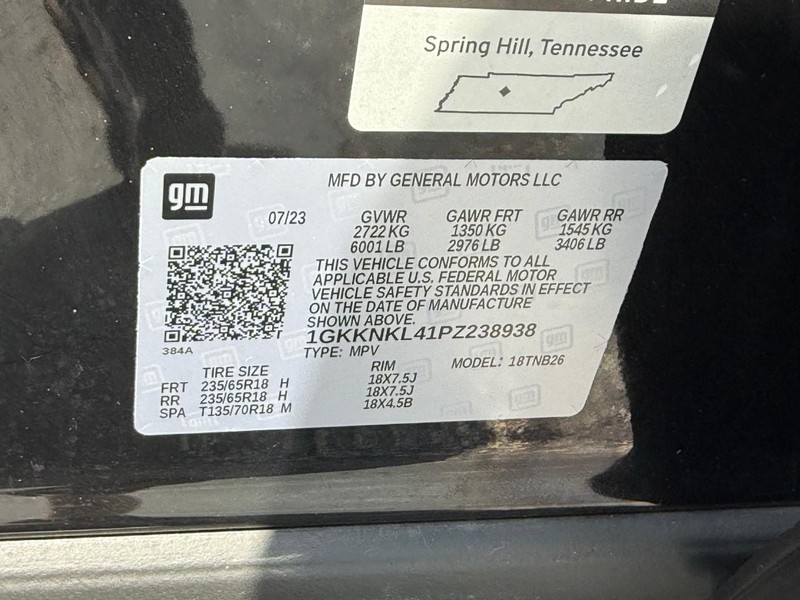 Spring Hill, Tennessee
gm
MFD BY GENERAL MOTORS LLC
07/23 GVWR GAWR FRT GAWR RR
2722 KG 1350 KG 1545 KG
6001 LB 2976 LB 3406 LB
THIS VEHICLE CONFORMS TO ALL
APPLICABLE U.S. FEDERAL MOTOR
VEHICLE SAFETY STANDARDS IN EFFECT
ON THE DATE OF MANUFACTURE
SHOWN ABOVE.
1GKKNKL41PZ238938
384A
TYPE: MPV MODEL: 18TNB26
TIRE SIZE RIM
FRT 235/65R18 H 18X7.5J
RR 235/65R18 H 18X7.5J
SPA T135/70R18 M 18X4.5B